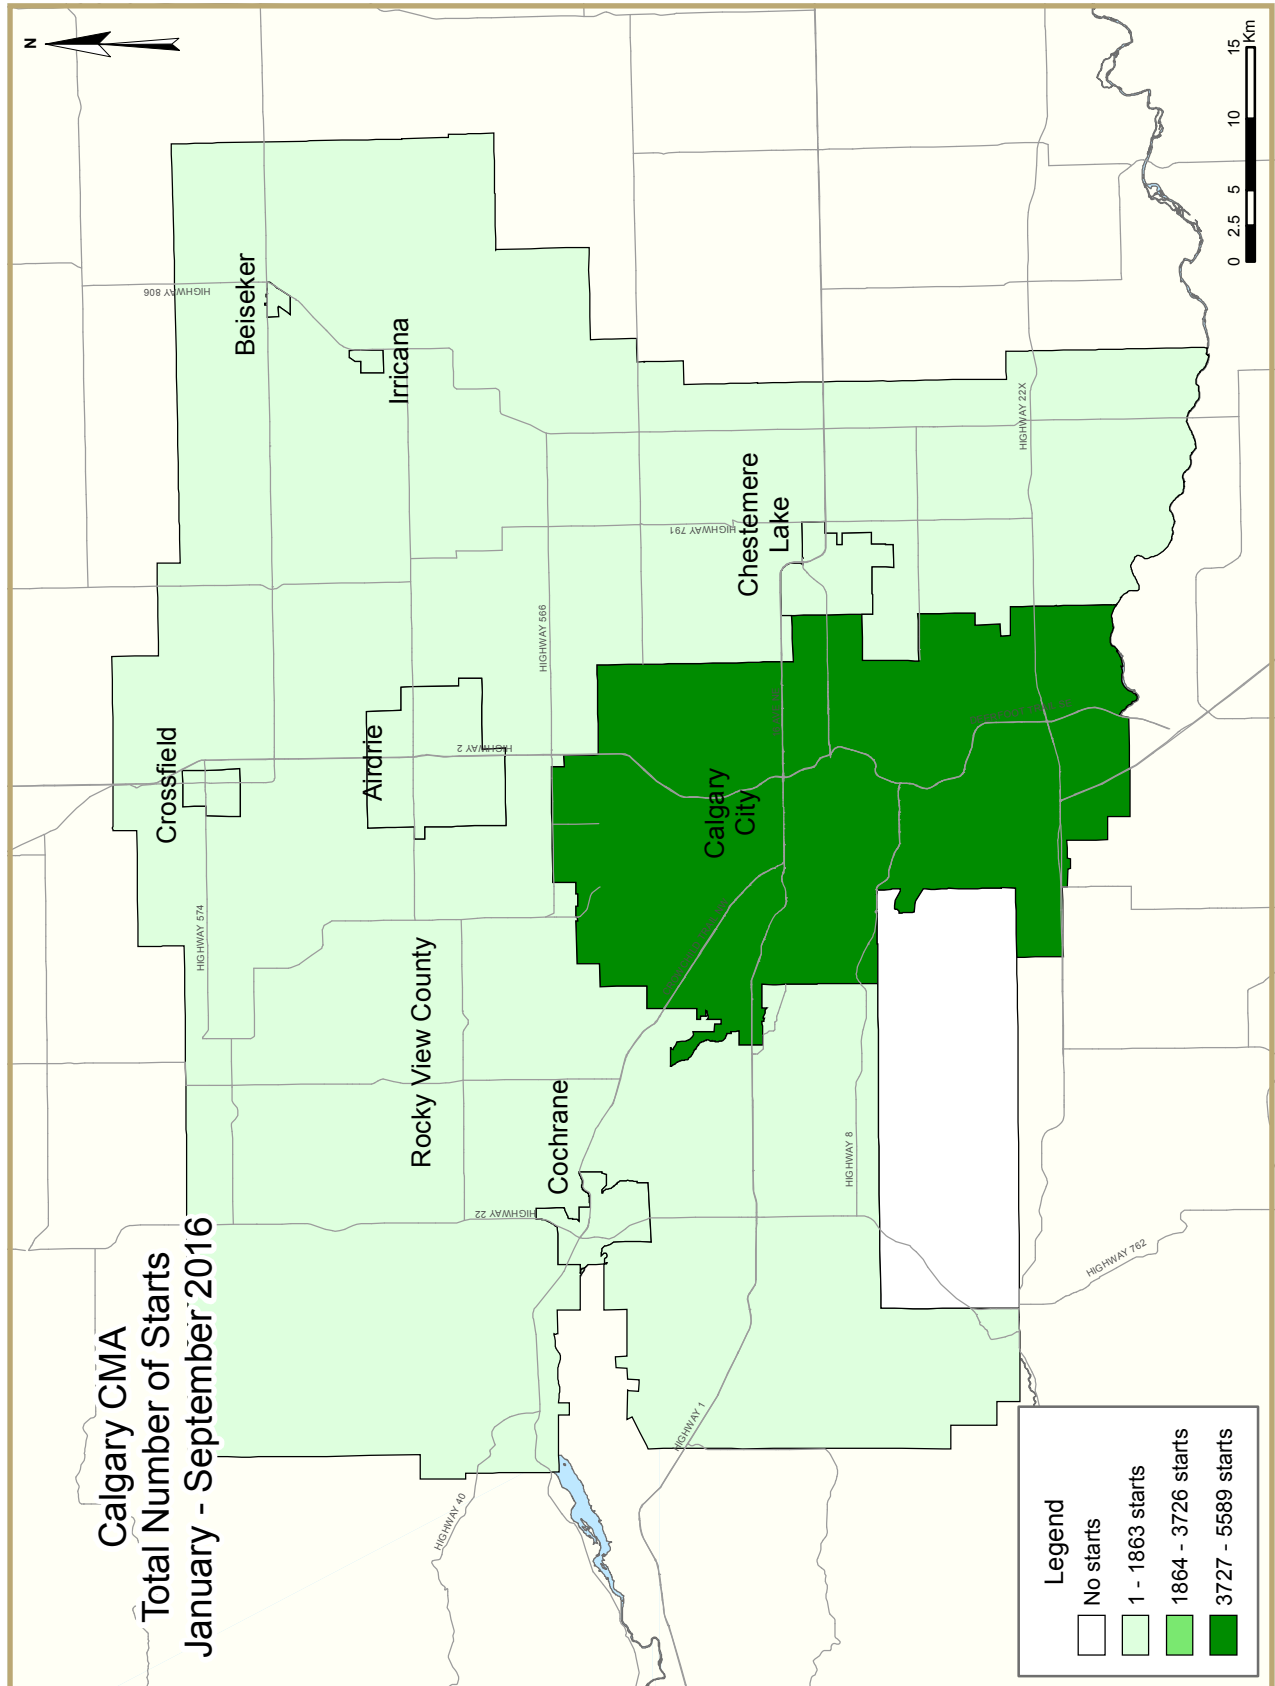 Calgary CMA
Total Number of Starts
January - September 2016
N
HIGHWAY 806
Beiseker
Irricana
Crossfield
HIGHWAY 574
Airdrie
HIGHWAY 2
HIGHWAY 566
Rocky View County
HIGHWAY 791
Chestemere
Lake
Cochrane
HIGHWAY 22
Calgary
City
HIGHWAY 8
HIGHWAY 22X
HIGHWAY 40
HIGHWAY 1
HIGHWAY 762
Legend
No starts
1 - 1863 starts
1864 - 3726 starts
3727 - 5589 starts
0 2.5 5 10 15
Km